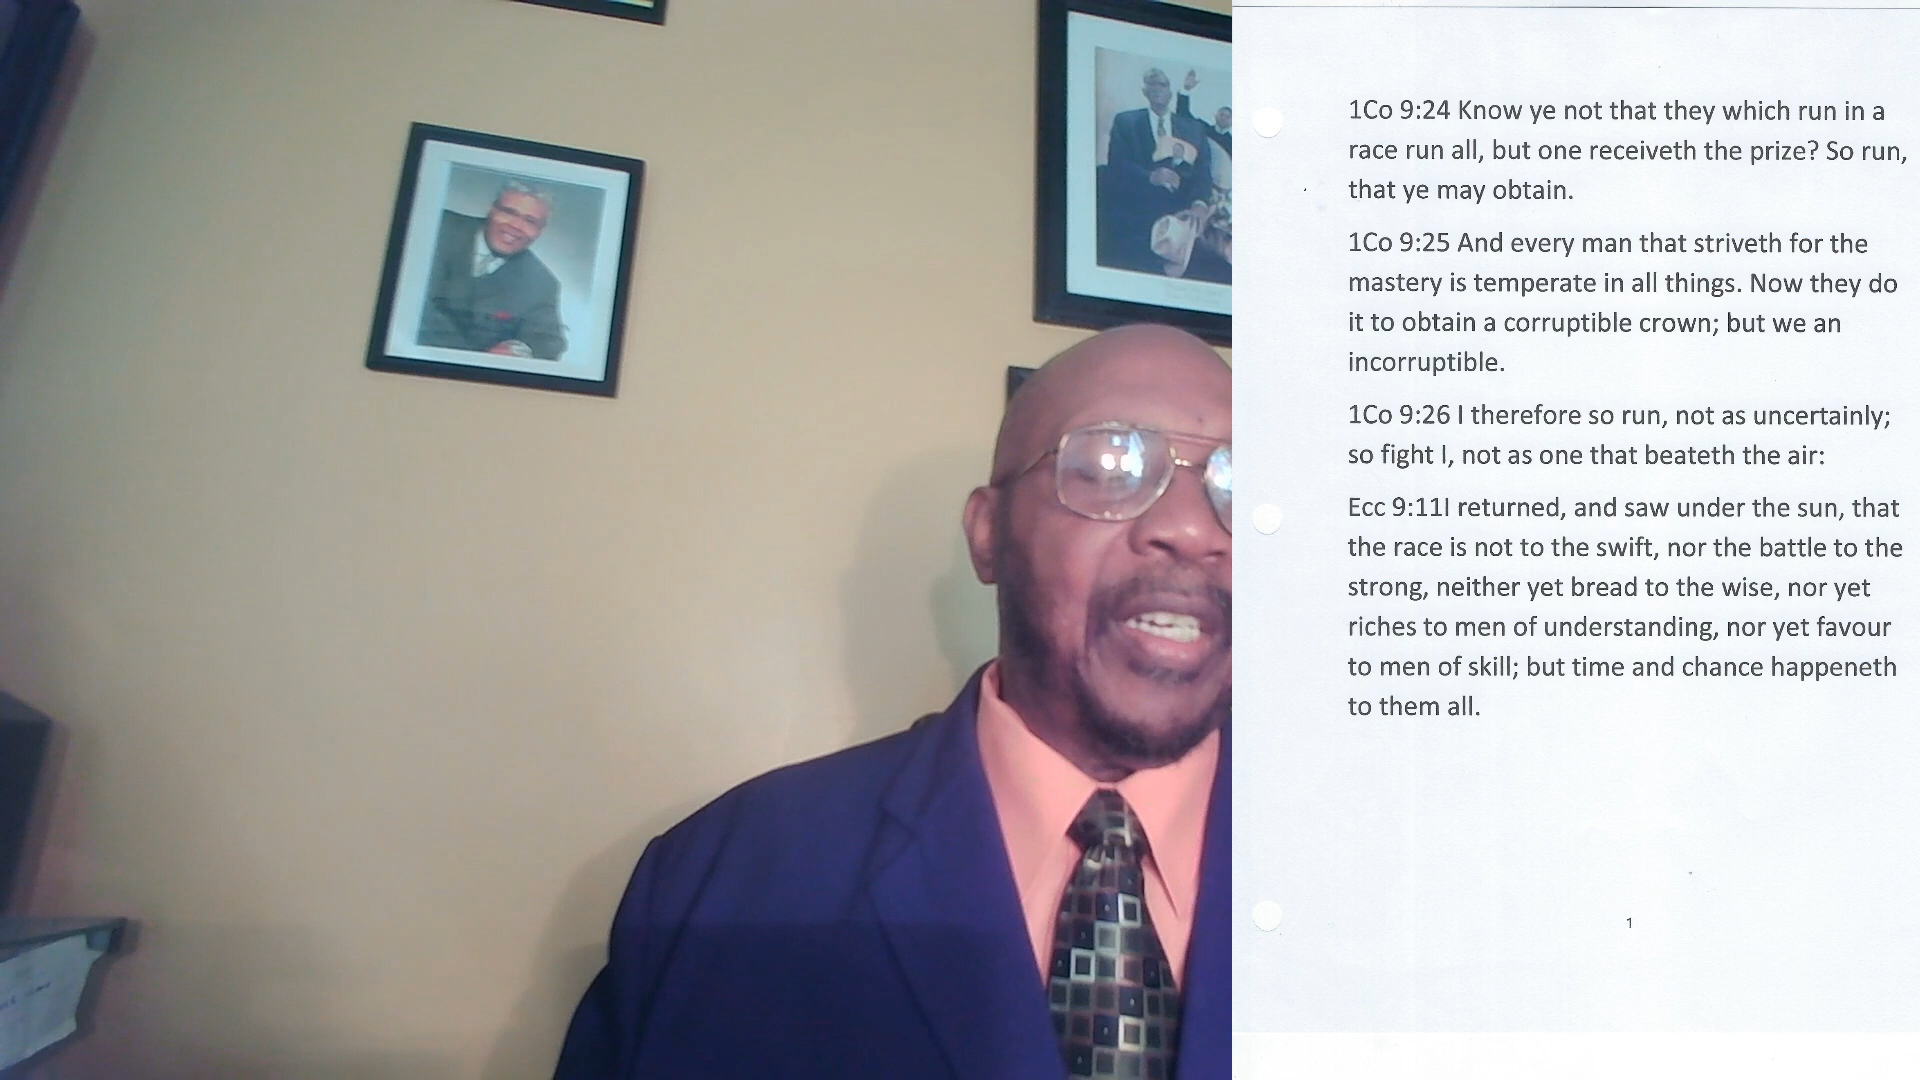 1Co 9:24 Know ye not that they which run in a
race run all, but one receiveth the prize? So run,
that ye may obtain.
1Co 9:25 And every man that striveth for the
mastery is temperate in all things. Now they do
it to obtain a corruptible crown; but we an
incorruptible.
1Co 9:26 I therefore so run, not as uncertainly;
so fight I, not as one that beateth the air:
Ecc 9:11I returned, and saw under the sun, that
the race is not to the swift, nor the battle to the
strong, neither yet bread to the wise, nor yet
riches to men of understanding, nor yet favour
to men of skill; but time and chance happeneth
to them all.
1